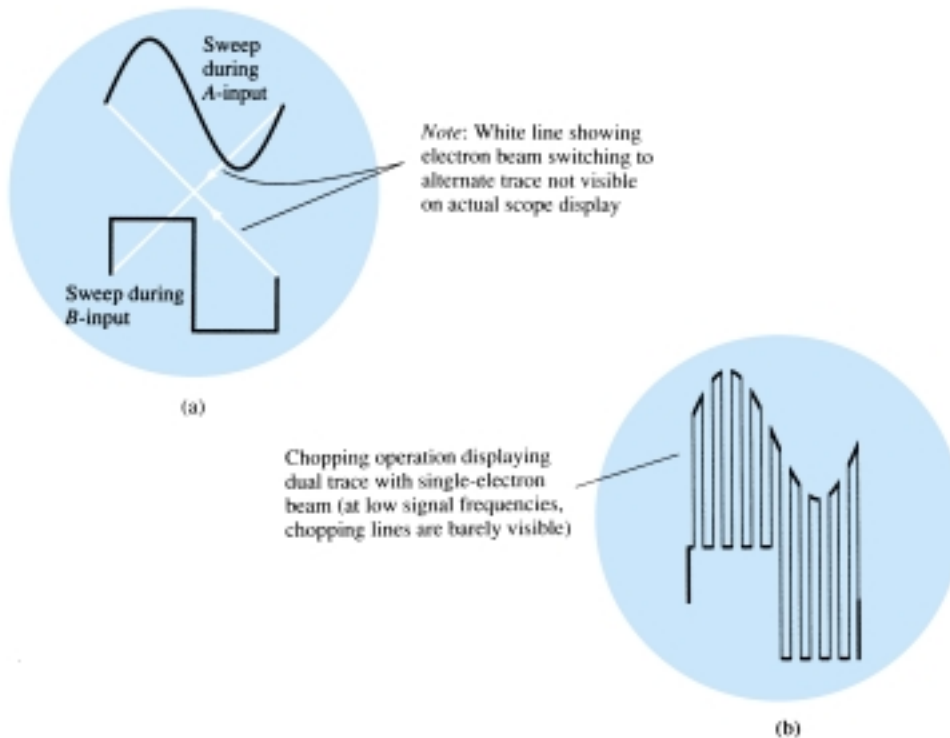 Sweep
during
A-input
Note: White line showing
electron beam switching to
alternate trace not visible
on actual scope display
Sweep during
B-input
(a)
Chopping operation displaying
dual trace with single-electron
beam (at low signal frequencies,
chopping lines are barely visible)
(b)